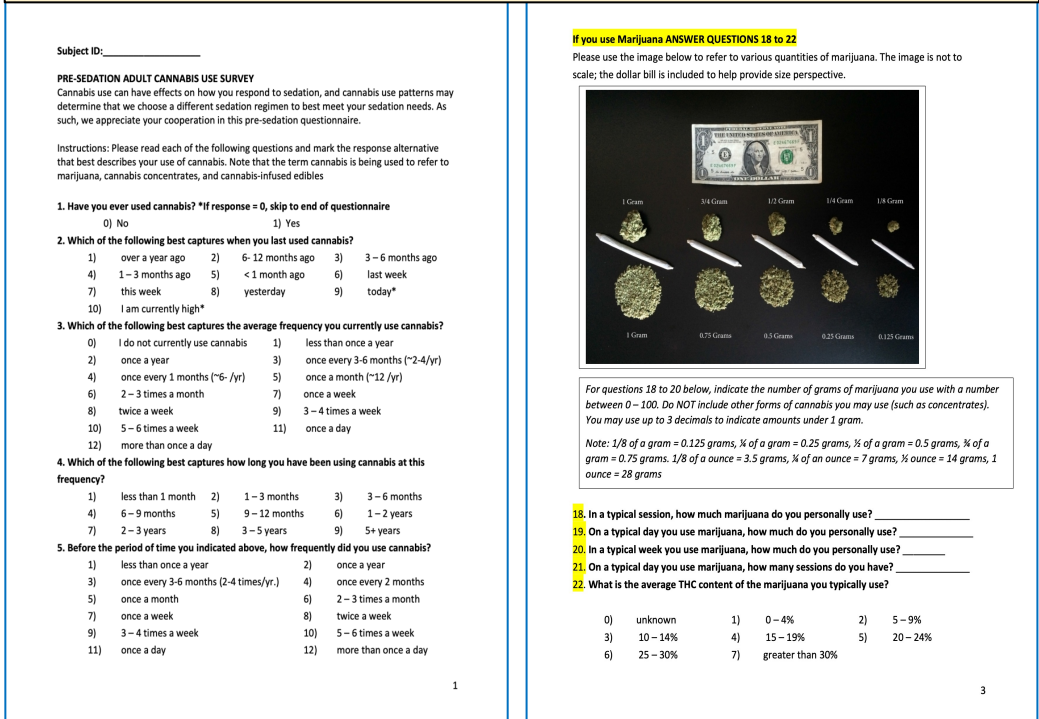 Subject ID:___________________
PRE-SEDATION ADULT CANNABIS USE SURVEY
Cannabis use can have effects on how you respond to sedation, and cannabis use patterns may
determine that we choose a different sedation regimen to best meet your sedation needs. As
such, we appreciate your cooperation in this pre-sedation questionnaire.
Instructions: Please read each of the following questions and mark the response alternative
that best describes your use of cannabis. Note that the term cannabis is being used to refer to
marijuana, cannabis concentrates, and cannabis-infused edibles
1. Have you ever used cannabis? *If response = 0, skip to end of questionnaire
0) No 1) Yes
2. Which of the following best captures when you last used cannabis?
1) over a year ago 2) 6- 12 months ago 3) 3 – 6 months ago
4) 1 – 3 months ago 5) < 1 month ago 6) last week
7) this week 8) yesterday 9) today*
10) I am currently high*
3. Which of the following best captures the average frequency you currently use cannabis?
0) I do not currently use cannabis 1) less than once a year
2) once a year 3) once every 3-6 months (~2-4/yr)
4) once every 1 months (~6- /yr) 5) once a month (~12 /yr)
6) 2 – 3 times a month 7) once a week
8) twice a week 9) 3 – 4 times a week
10) 5 – 6 times a week 11) once a day
12) more than once a day
4. Which of the following best captures how long you have been using cannabis at this
frequency?
1) less than 1 month 2) 1 – 3 months 3) 3 – 6 months
4) 6 – 9 months 5) 9 – 12 months 6) 1 – 2 years
7) 2 – 3 years 8) 3 – 5 years 9) 5+ years
5. Before the period of time you indicated above, how frequently did you use cannabis?
1) less than once a year 2) once a year
3) once every 3-6 months (2-4 times/yr.) 4) once every 2 months
5) once a month 6) 2 – 3 times a month
7) once a week 8) twice a week
9) 3 – 4 times a week 10) 5 – 6 times a week
11) once a day 12) more than once a day
1
If you use Marijuana ANSWER QUESTIONS 18 to 22
Please use the image below to refer to various quantities of marijuana. The image is not to
scale; the dollar bill is included to help provide size perspective.
THE UNITED STATES OF AMERICA
ONE DOLLAR
1 Gram 3/4 Gram 1/2 Gram 1/4 Gram 1/8 Gram
1 Gram 0.75 Grams 0.5 Grams 0.25 Grams 0.125 Grams
For questions 18 to 20 below, indicate the number of grams of marijuana you use with a number
between 0 – 100. Do NOT include other forms of cannabis you may use (such as concentrates).
You may use up to 3 decimals to indicate amounts under 1 gram.
Note: 1/8 of a gram = 0.125 grams, ¼ of a gram = 0.25 grams, ½ of a gram = 0.5 grams, ¾ of a
gram = 0.75 grams. 1/8 of a ounce = 3.5 grams, ¼ of an ounce = 7 grams, ½ ounce = 14 grams, 1
ounce = 28 grams
18. In a typical session, how much marijuana do you personally use? __________________
19. On a typical day you use marijuana, how much do you personally use? ______________
20. In a typical week you use marijuana, how much do you personally use? ________
21. On a typical day you use marijuana, how many sessions do you have? ______________
22. What is the average THC content of the marijuana you typically use?
0) unknown 1) 0 – 4% 2) 5 – 9%
3) 10 – 14% 4) 15 – 19% 5) 20 – 24%
6) 25 – 30% 7) greater than 30%
3